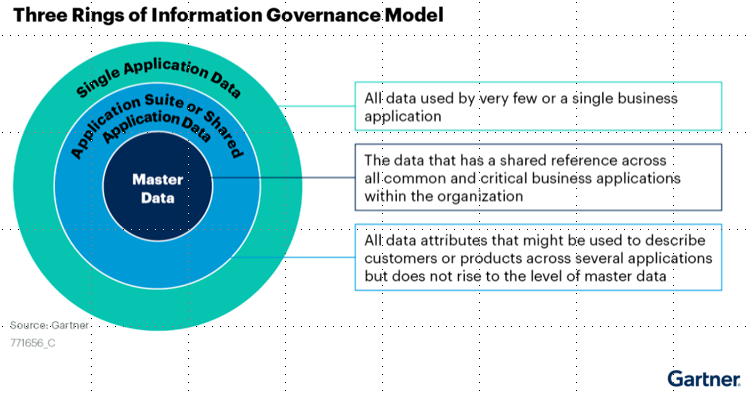 Three Rings of Information Governance Model
Single Application Data
Application Suite or Shared
Application Data
Master
Data
All data used by very few or a single business
application
The data that has a shared reference across
all common and critical business applications
within the organization
All data attributes that might be used to describe
customers or products across several applications
but does not rise to the level of master data
Source: Gartner
771656_C
Gartner.